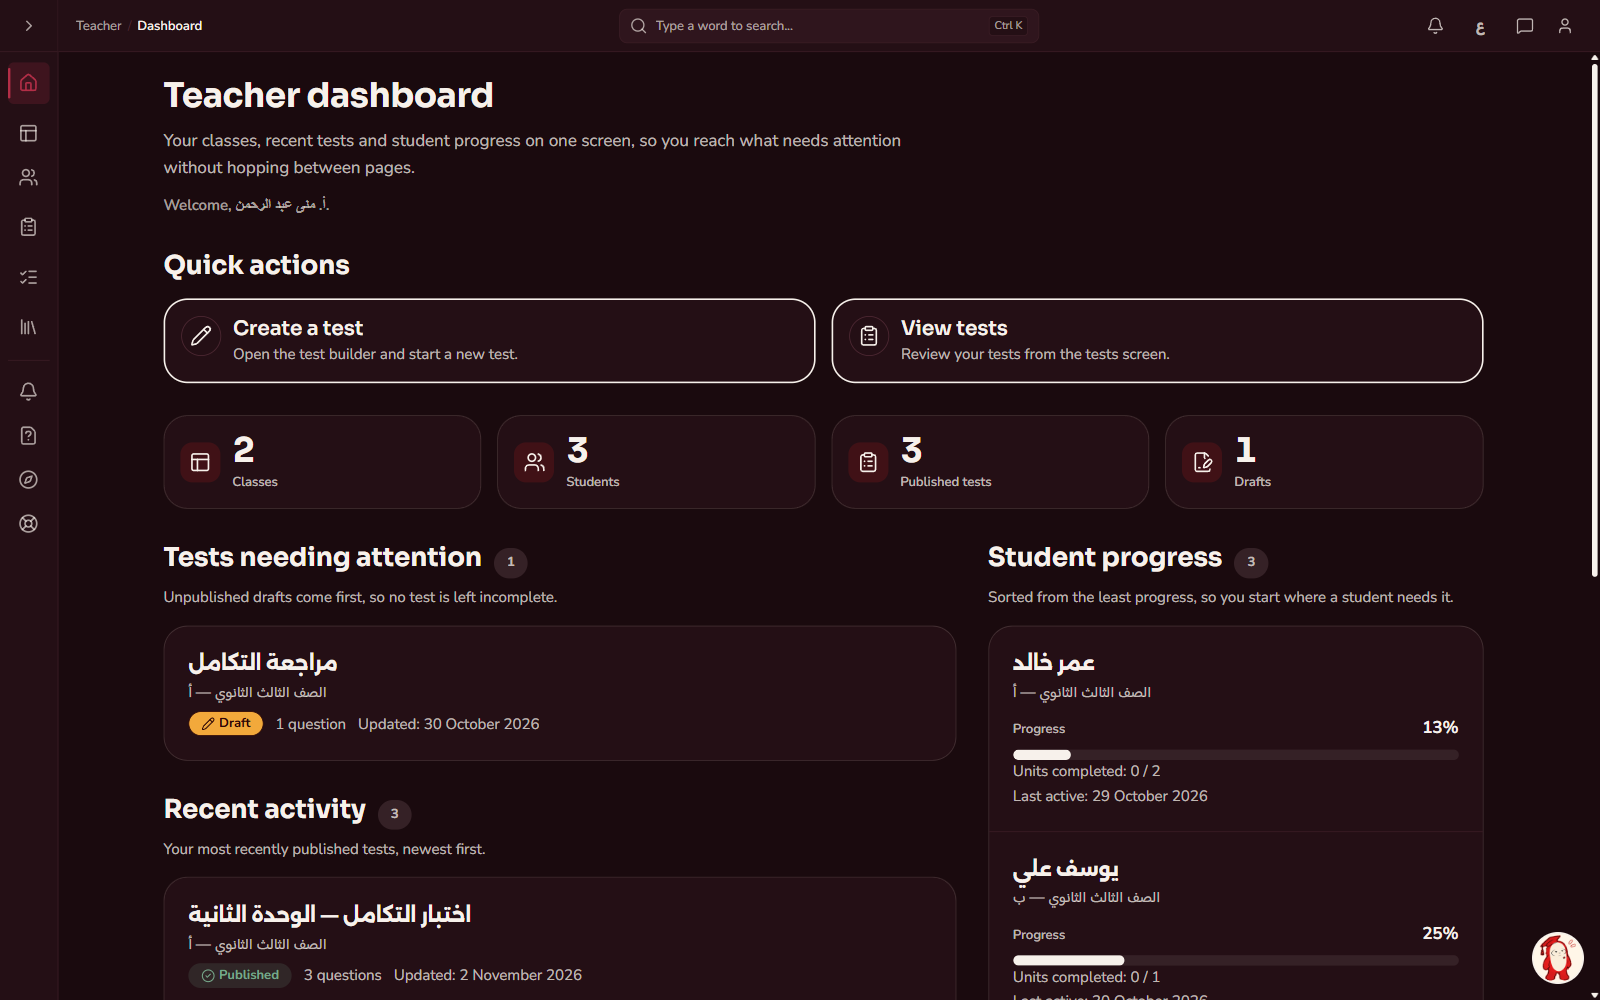 Teacher / Dashboard
Type a word to search...
Ctrl K
ع
Teacher dashboard
Your classes, recent tests and student progress on one screen, so you reach what needs attention
without hopping between pages.
Welcome, أ. منى عبد الرحمن.
Quick actions
Create a test
Open the test builder and start a new test.
View tests
Review your tests from the tests screen.
2
Classes
3
Students
3
Published tests
1
Drafts
Tests needing attention 1
Unpublished drafts come first, so no test is left incomplete.
مراجعة التكامل
الصف الثالث الثانوي — أ
Draft 1 question Updated: 30 October 2026
Recent activity 3
Your most recently published tests, newest first.
اختبار التكامل — الوحدة الثانية
الصف الثالث الثانوي — أ
Published 3 questions Updated: 2 November 2026
Student progress 3
Sorted from the least progress, so you start where a student needs it.
عمر خالد
الصف الثالث الثانوي — أ
Progress 13%
Units completed: 0 / 2
Last active: 29 October 2026
يوسف علي
الصف الثالث الثانوي — ب
Progress 25%
Units completed: 0 / 1
Last active: 30 October 2026